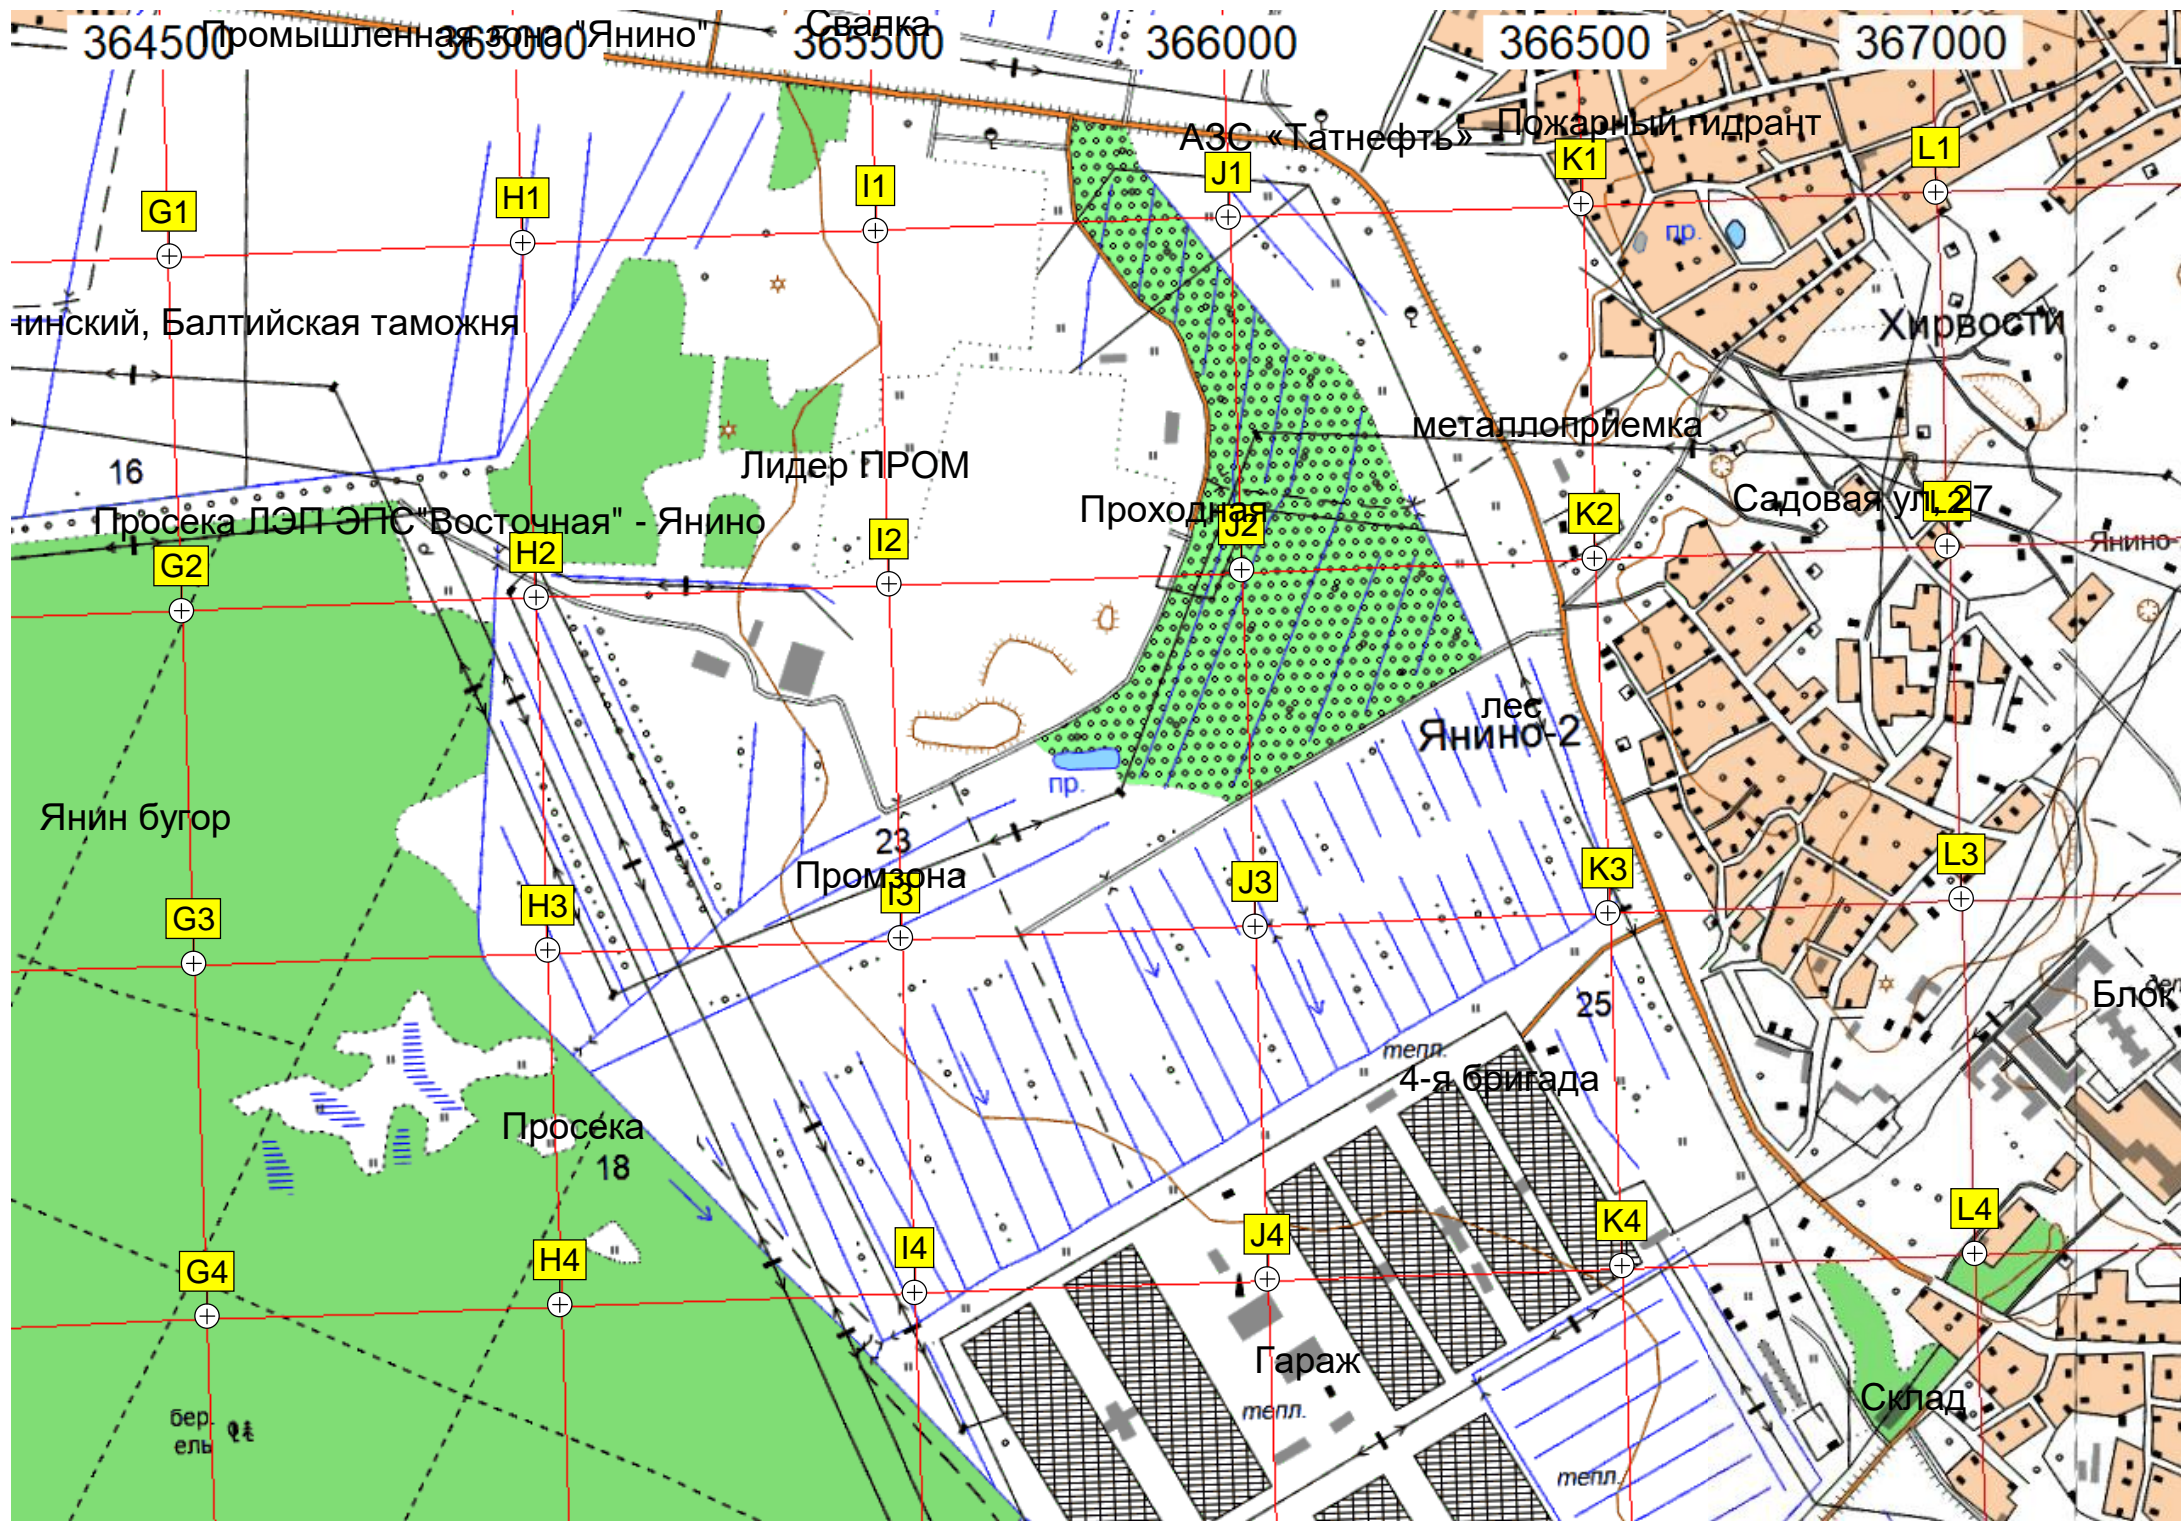 Промышленная зона "Янино"
Свалка
364500
365000
365500
366000
366500
367000
АЗС «Татнефть»
Пожарный гидрант
G1
H1
I1
J1
K1
L1
пр.
нинский, Балтийская таможня
Хирвости
металлоприемка
16
Лидер ПРОМ
Садовая ул, 27
Просека ЛЭП ЭПС"Восточная" - Янино
Проходная
G2
H2
I2
J2
K2
L2
Янино-
лес
Янино-2
пр.
Янин бугор
23
Промзона
G3
H3
I3
J3
K3
L3
Блок
25
тепл.
4-я бригада
Просека
18
G4
H4
I4
J4
K4
L4
Гараж
Склад
бер.
ель
тепл.
тепл.